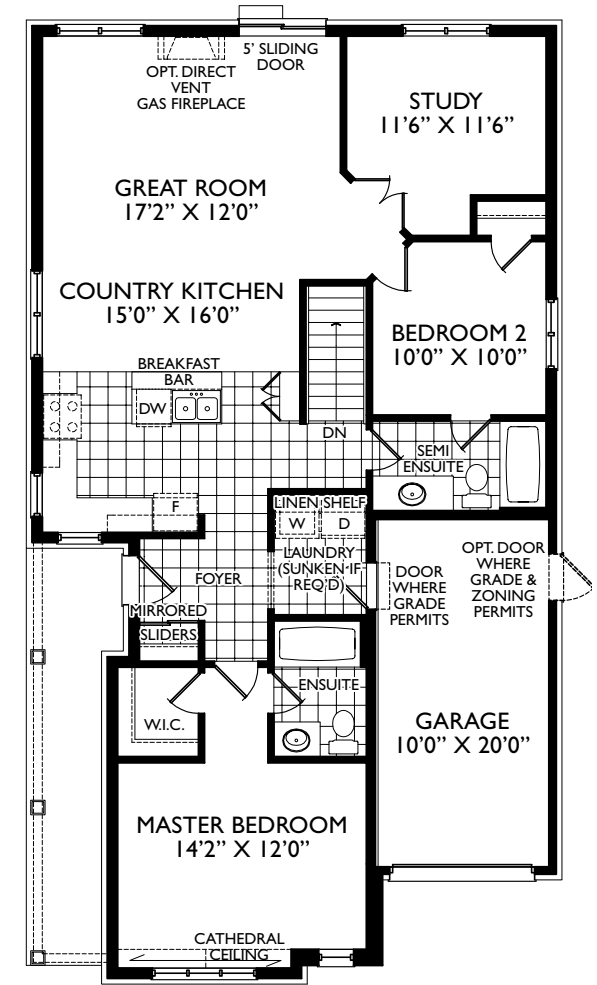 OPT. DIRECT
VENT
GAS FIREPLACE
5’ SLIDING
DOOR
STUDY
11’6” X 11’6”
GREAT ROOM
17’2” X 12’0”
COUNTRY KITCHEN
15’0” X 16’0”
BEDROOM 2
10’0” X 10’0”
BREAKFAST
BAR
DW
DN
SEMI
ENSUITE
F
LINEN SHELF
W
D
LAUNDRY
(SUNKEN IF
REQ’D)
FOYER
MIRRORED
SLIDERS
DOOR
WHERE
GRADE
PERMITS
OPT. DOOR
WHERE
GRADE &
ZONING
PERMITS
ENSUITE
W.I.C.
GARAGE
10’0” X 20’0”
MASTER BEDROOM
14’2” X 12’0”
CATHEDRAL
CEILING